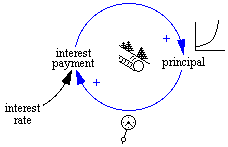 +
interest
payment
principal
+
interest
rate